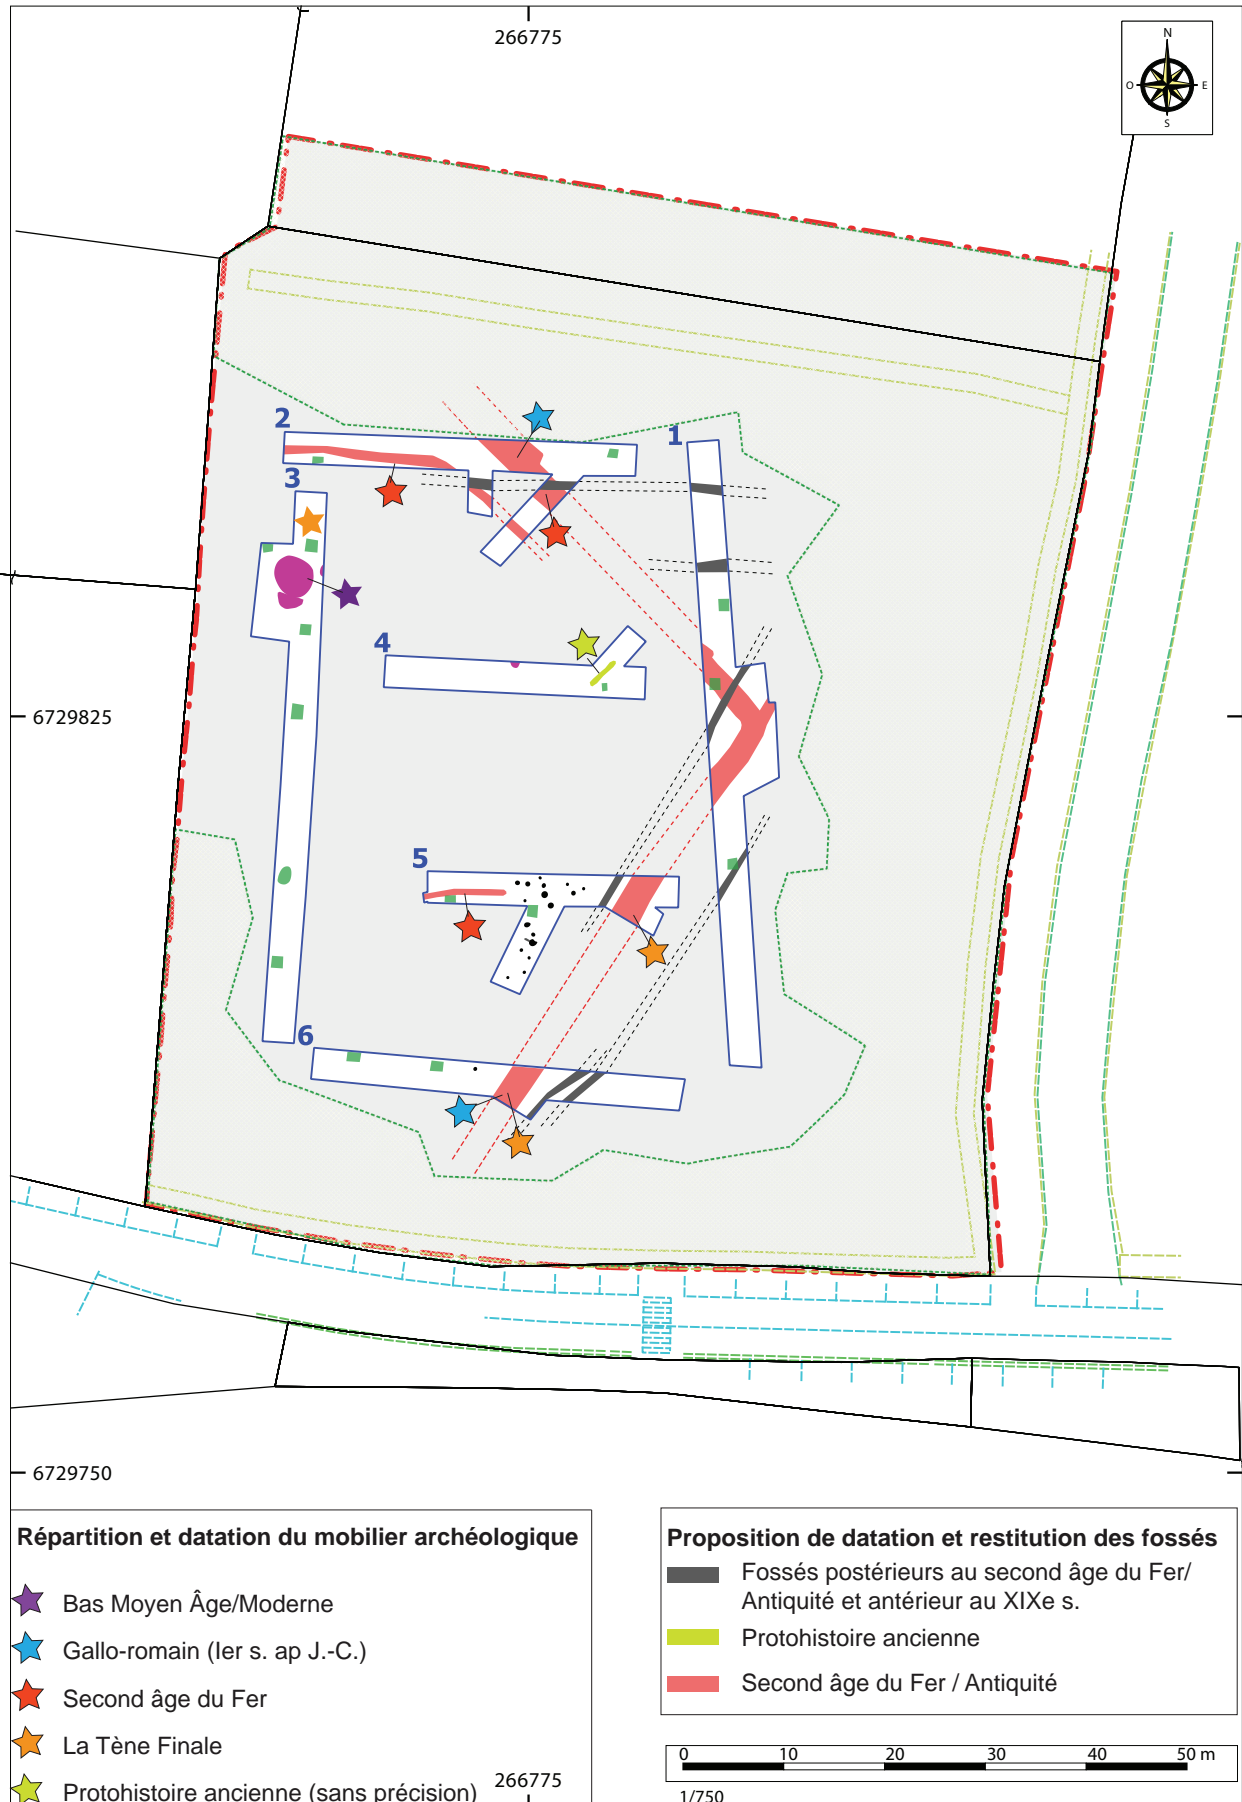 266775
N
O
E
S
2
1
3
4
6729825
5
6
6729750
Répartition et datation du mobilier archéologique
Bas Moyen Âge/Moderne
Gallo-romain (Ier s. ap J.-C.)
Second âge du Fer
La Tène Finale
Protohistoire ancienne (sans précision)
266775
Proposition de datation et restitution des fossés
Fossés postérieurs au second âge du Fer/
Antiquité et antérieur au XIXe s.
Protohistoire ancienne
Second âge du Fer / Antiquité
0 10 20 30 40 50 m
1/750